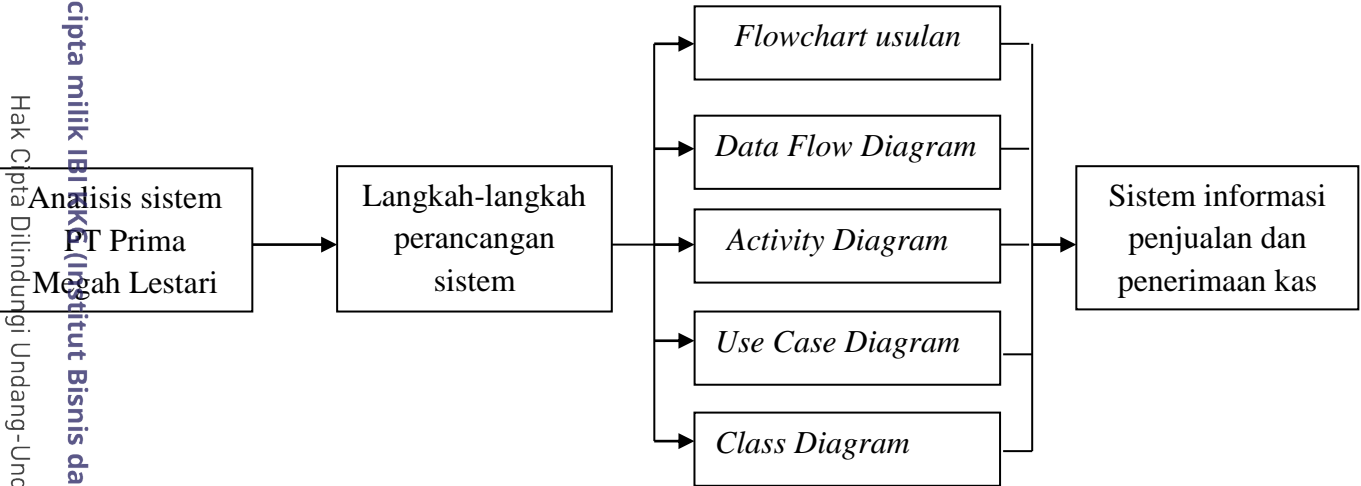 cipta milik IBI KKG (Institut Bisnis da
Hak Cipta Dilindungi Undang-Und
Analisis sistem
PT Prima
Megah Lestari
Langkah-langkah
perancangan
sistem
Flowchart usulan
Data Flow Diagram
Activity Diagram
Use Case Diagram
Class Diagram
Sistem informasi
penjualan dan
penerimaan kas